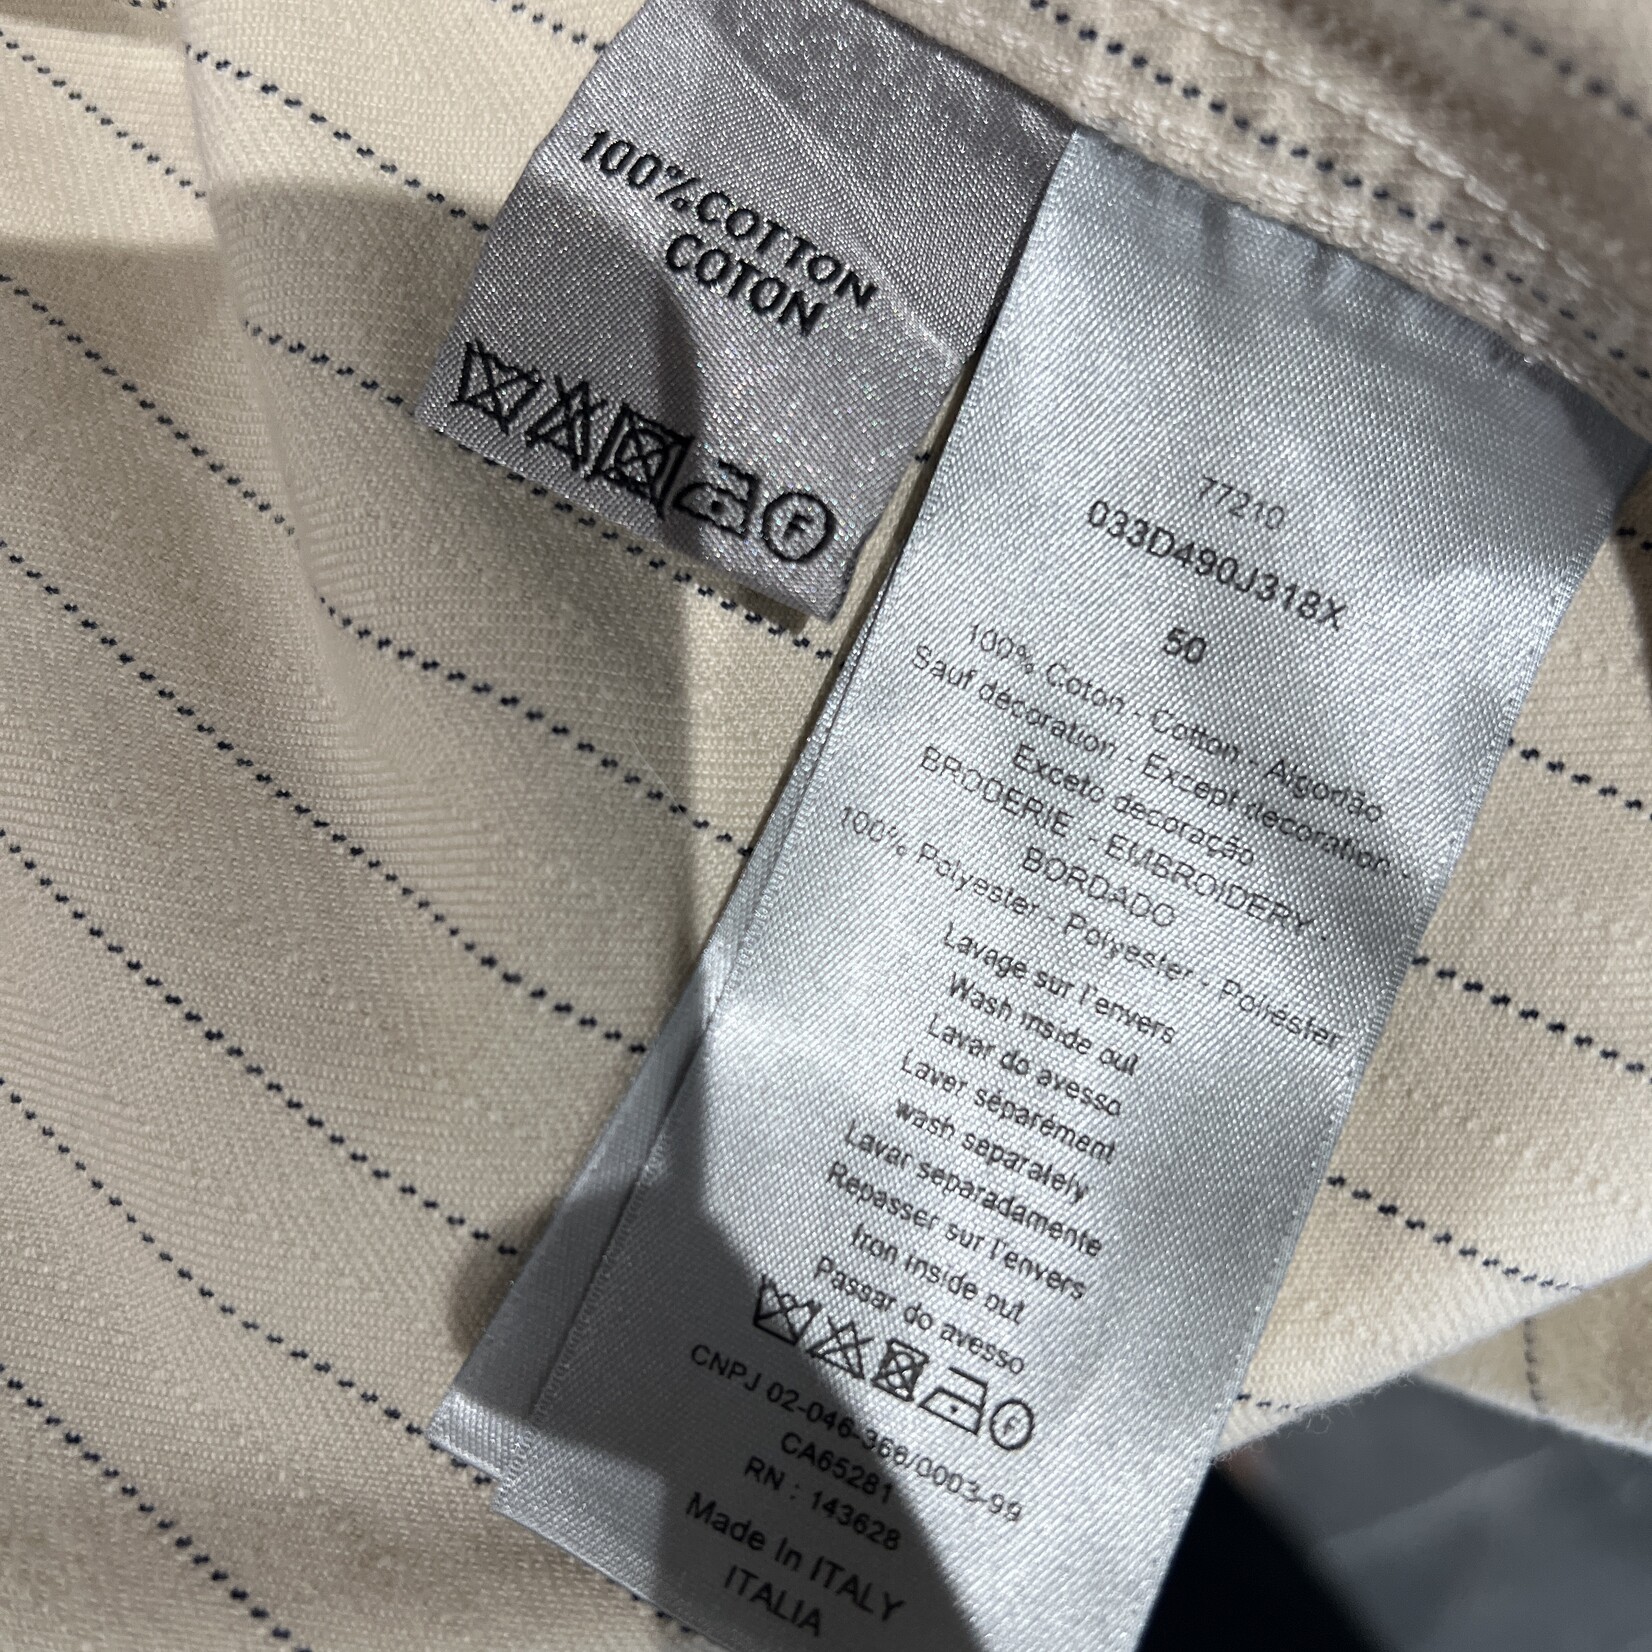 100%COTTON
COTON
F
77210
033D490J318X
50
100% Coton - Cotton - Algodão
Sauf decoration - Except decoration -
Exceto decoração
BRODERIE - EMBROIDERY -
BORDADO
100% Polyester - Polyester - Poliéster
Lavage sur l'envers
Wash inside out
Lavar do avesso
Laver séparément
wash separately
Lavar separadamente
Repasser sur l'envers
Iron inside out
Passar do avesso
F
CNPJ 02-046-366/0003-99
CA65281
RN : 143628
Made In ITALY
ITALIA